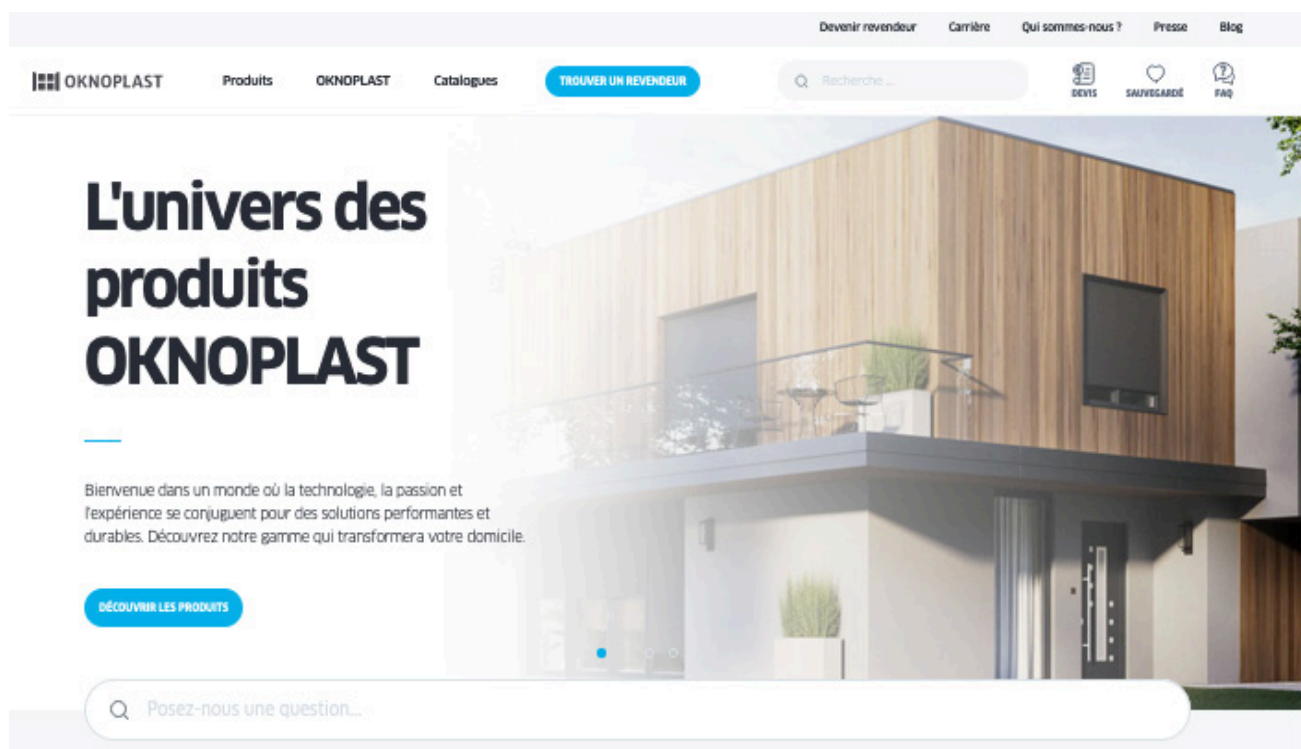 Devenir revendeur Carrière Qui sommes-nous ? Presse Blog
OKNOPLAST Produits OKNOPLAST Catalogues TROUVER UN REVENDEUR Recherche ... DEVIS SAUVEGARDÉ FAQ
L'univers des
produits
OKNOPLAST
Bienvenue dans un monde où la technologie, la passion et
l'expérience se conjuguent pour des solutions performantes et
durables. Découvrez notre gamme qui transformera votre domicile.
DÉCOUVRIR LES PRODUITS
Posez-nous une question...